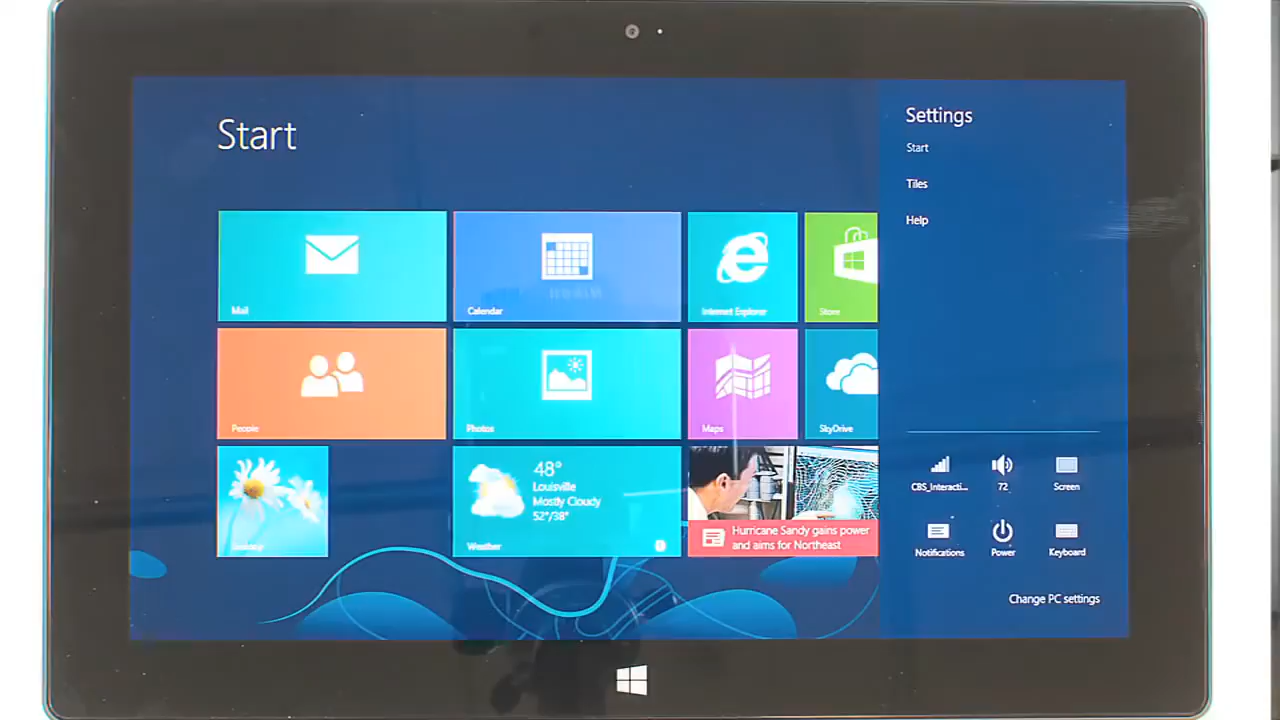 Start
Mail
Calendar
Internet Explorer
Store
People
Photos
Maps
SkyDrive
Desktop
48°
Louisville
Mostly Cloudy
52°/38°
Weather
Hurricane Sandy gains power
and aims for Northeast
Settings
Start
Tiles
Help
CBS_Interacti...
72
Screen
Notifications
Power
Keyboard
Change PC settings